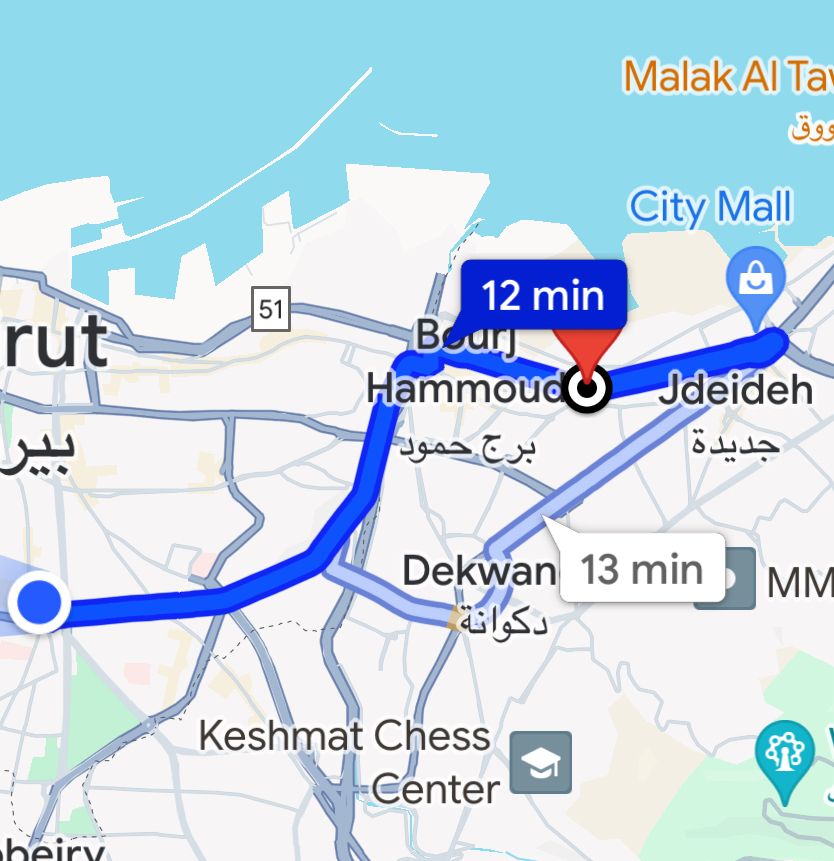 Malak Al Taw
ووق
City Mall
51
12 min
rut
Bourj
Hammoud
Jdeideh
بير
برج حمود
جديدة
Dekwan
13 min
MM
دكوانة
Keshmat Chess
Center
obeiry